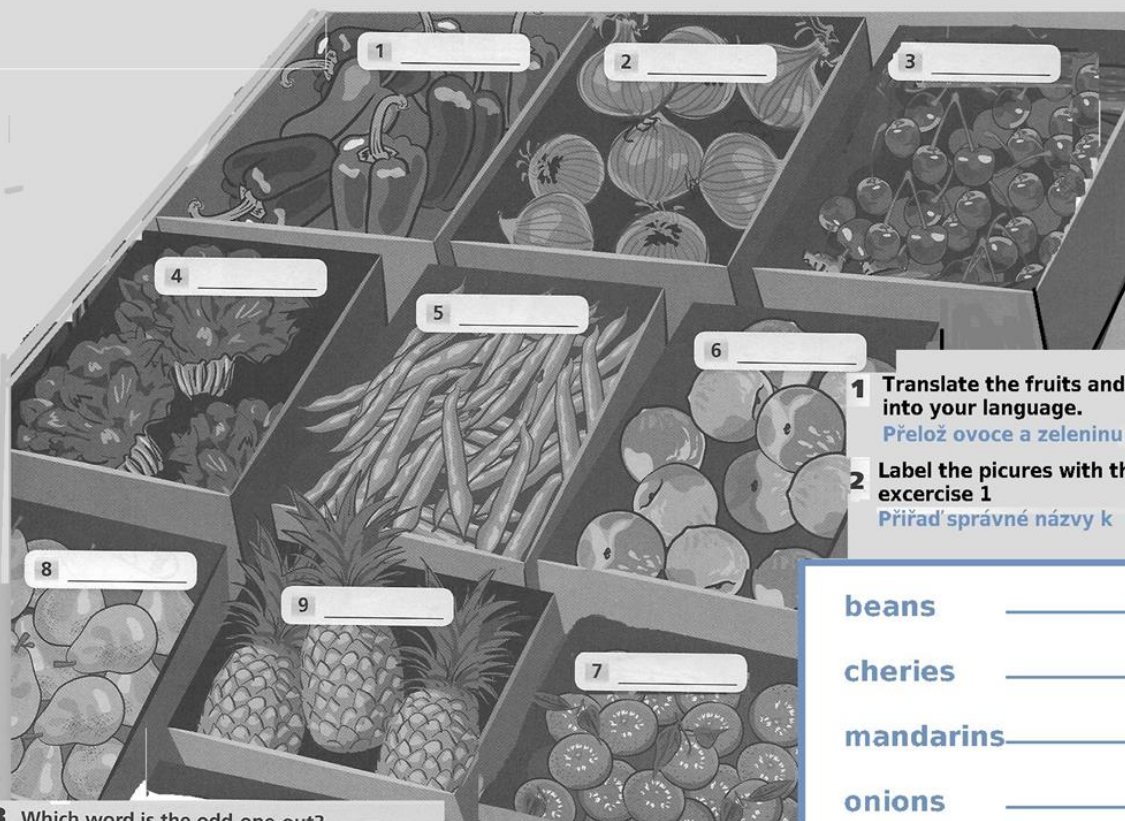 1
2
3
4
5
6
1 Translate the fruits and
into your language.
Přelož ovoce a zeleninu
2 Label the picures with th
excercise 1
Přiřaď správné názvy k
8
9
7
beans
cheries
mandarins
onions
3 Which word is the odd one out?